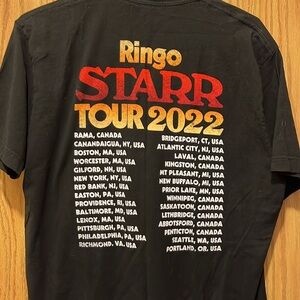 Ringo
STARR
TOUR 2022
RAMA, CANADA
CANANDAIGUA, NY, USA
BOSTON, MA, USA
WORCESTER, MA, USA
GILFORD, NH, USA
NEW YORK, NY, USA
RED BANK, NJ, USA
EASTON, PA, USA
PROVIDENCE, RI, USA
BALTIMORE, MD, USA
LENOX, MA, USA
PITTSBURGH, PA, USA
PHILADELPHIA, PA, USA
RICHMOND, VA, USA
BRIDGEPORT, CT, USA
ATLANTIC CITY, NJ, USA
LAVAL, CANADA
KINGSTON, CANADA
MT PLEASANT, MI, USA
NEW BUFFALO, MI, USA
PRIOR LAKE, MN, USA
WINNIPEG, CANADA
SASKATOON, CANADA
LETHBRIDGE, CANADA
ABBOTSFORD, CANADA
PENTICTON, CANADA
SEATTLE, WA, USA
PORTLAND, OR, USA